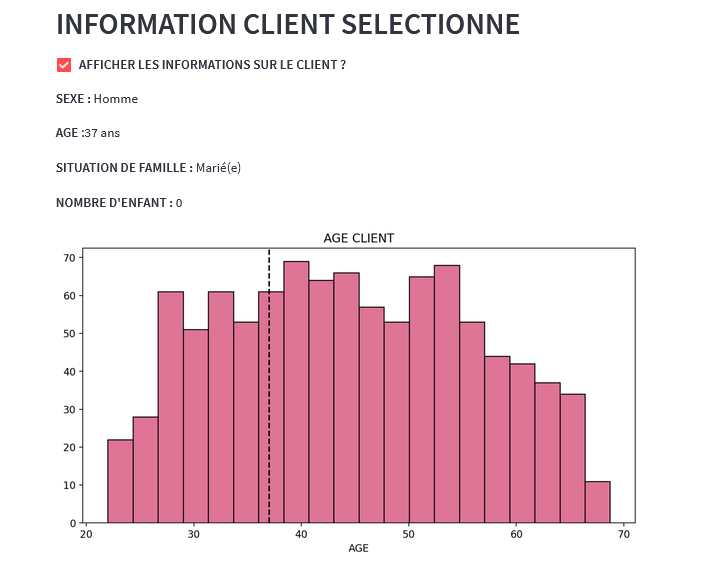 INFORMATION CLIENT SELECTIONNE
AFFICHER LES INFORMATIONS SUR LE CLIENT ?
SEXE : Homme
AGE :37 ans
SITUATION DE FAMILLE : Marié(e)
NOMBRE D'ENFANT : 0
AGE CLIENT
70
60
50
40
30
20
10
0
20 30 40 50 60 70
AGE